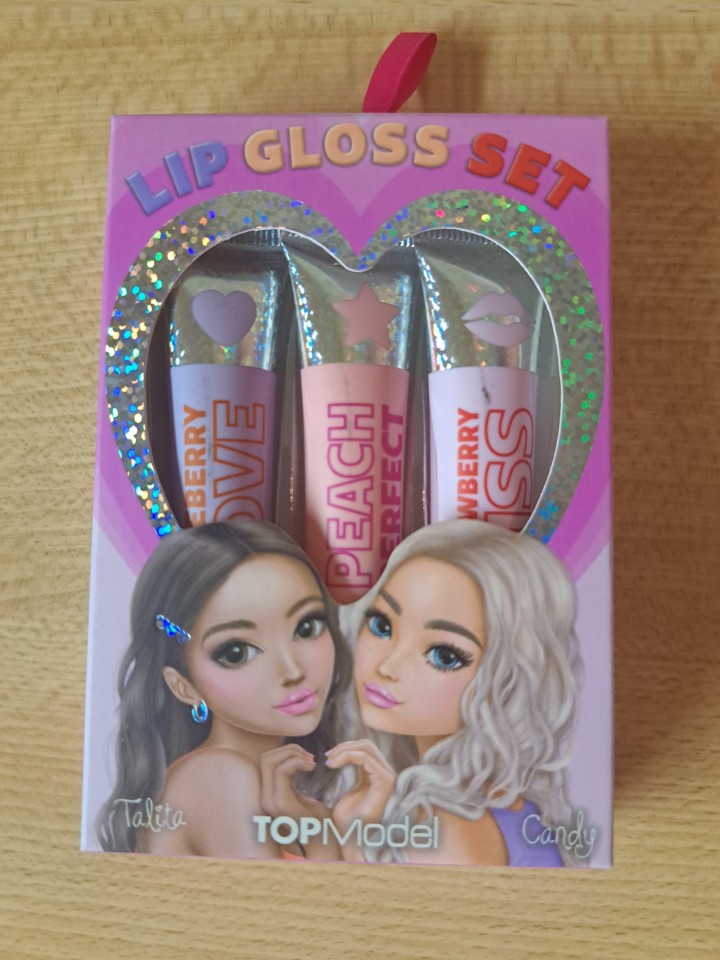 LIP GLOSS SET
EBERRY
OVE
PEACH
ERFECT
WBERRY
ISS
Talita
TOPModel
Candy